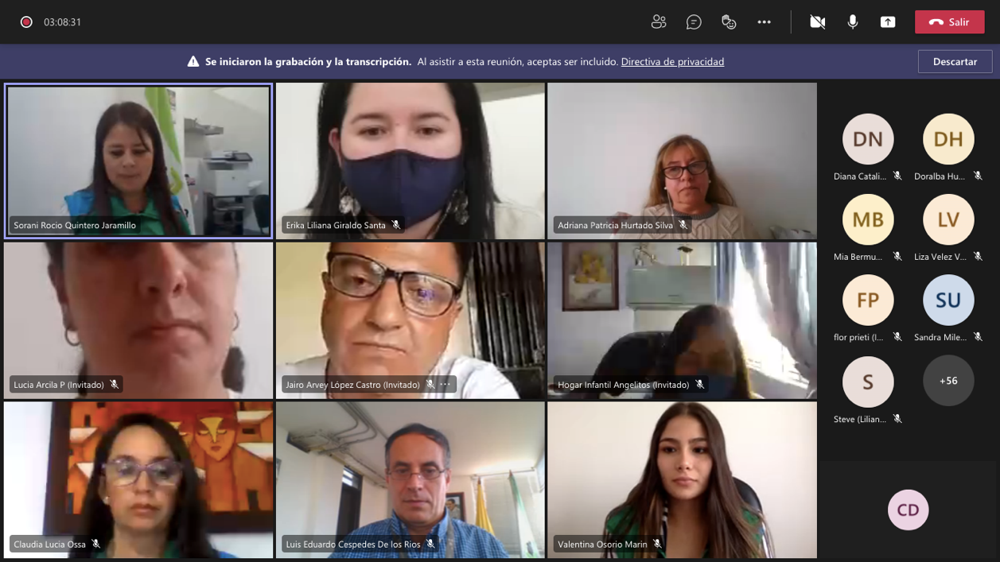 03:08:31
Salir
Se iniciaron la grabación y la transcripción. Al asistir a esta reunión, aceptas ser incluido. Directiva de privacidad
Descartar
Sorani Rocio Quintero Jaramillo
Erika Liliana Giraldo Santa
Adriana Patricia Hurtado Silva
DN
DH
Diana Catali...
Doralba Hu...
MB
LV
Mia Bermu...
Liza Velez V...
Lucia Arcila P (Invitado)
Jairo Arvey López Castro (Invitado) ...
Hogar Infantil Angelitos (Invitado)
FP
SU
flor prieti (I...
Sandra Mile...
S
+56
Steve (Lilian...
Claudia Lucia Ossa
Luis Eduardo Cespedes De los Rios
Valentina Osorio Marin
CD